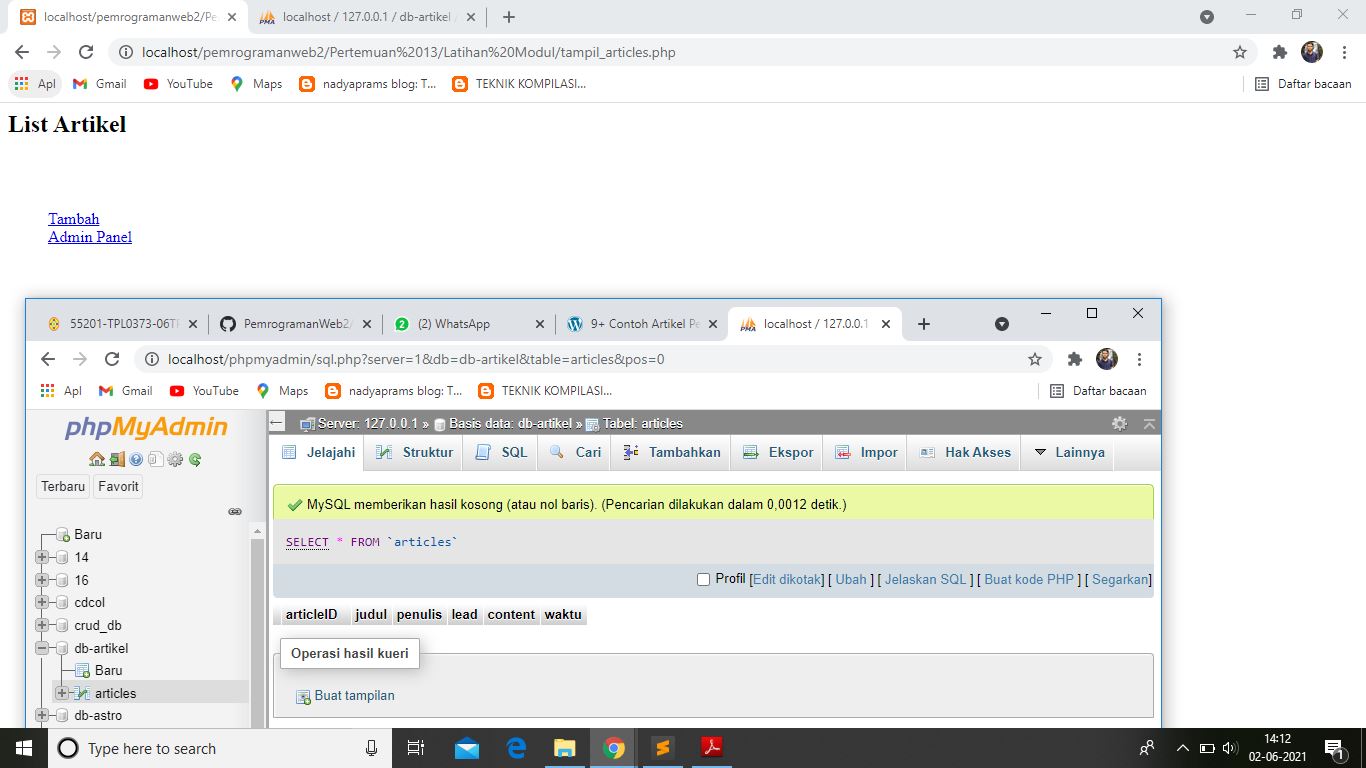 localhost/pemrogramanweb2/Pe
localhost / 127.0.0.1 / db-artikel
localhost/pemrogramanweb2/Pertemuan%2013/Latihan%20Modul/tampil_articles.php
Apl Gmail YouTube Maps nadyaprams blog: T... TEKNIK KOMPILASI... Daftar bacaan
List Artikel
Tambah
Admin Panel
55201-TPL0373-06TP PemrogramanWeb2/ (2) WhatsApp 9+ Contoh Artikel Pe localhost / 127.0.0.1
localhost/phpmyadmin/sql.php?server=1&db=db-artikel&table=articles&pos=0
Apl Gmail YouTube Maps nadyaprams blog: T... TEKNIK KOMPILASI... Daftar bacaan
phpMyAdmin
Terbaru Favorit
Baru
14
16
cdcol
crud_db
db-artikel
Baru
articles
db-astro
Server: 127.0.0.1 » Basis data: db-artikel » Tabel: articles
Jelajahi Struktur SQL Cari Tambahkan Ekspor Impor Hak Akses Lainnya
MySQL memberikan hasil kosong (atau nol baris). (Pencarian dilakukan dalam 0,0012 detik.)
SELECT * FROM `articles`
Profil [Edit dikotak] [ Ubah ] [ Jelaskan SQL ] [ Buat kode PHP ] [ Segarkan]
articleID judul penulis lead content waktu
Operasi hasil kueri
Buat tampilan
Type here to search
14:12
02-06-2021
1